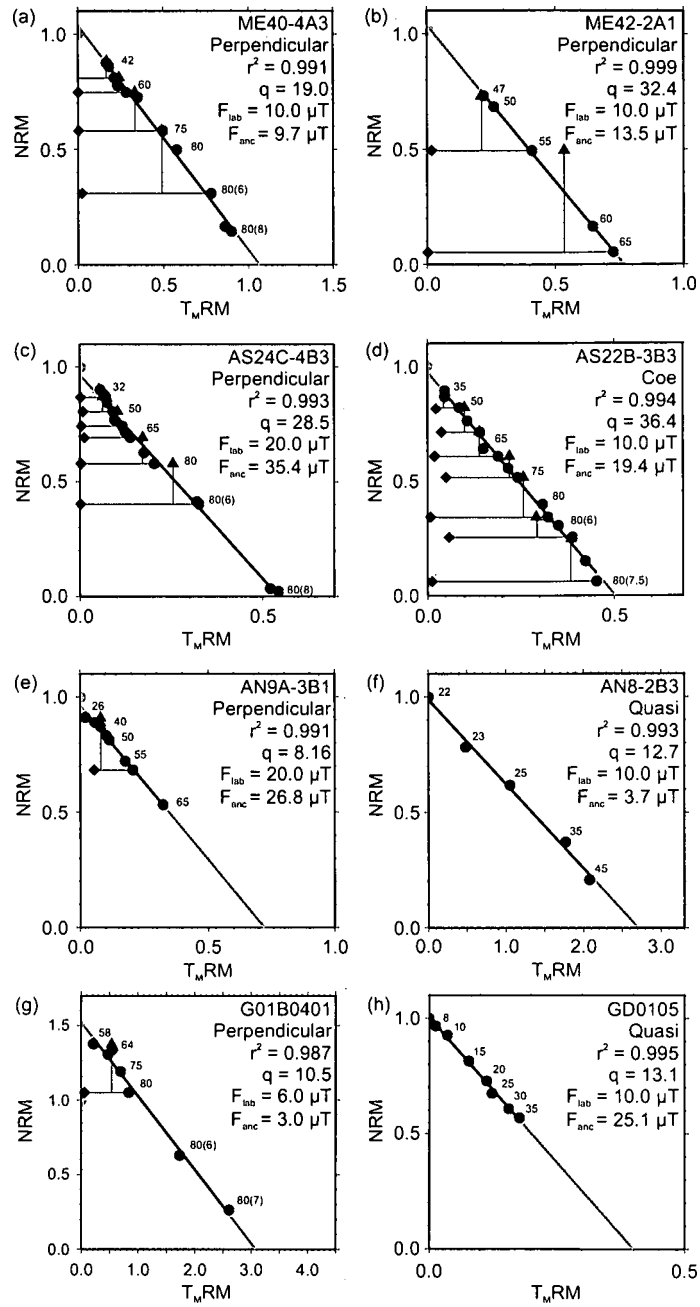 (a)
ME40-4A3
Perpendicular
r² = 0.991
q = 19.0
F_lab = 10.0 µT
F_anc = 9.7 µT
42
60
75
80
80(6)
80(8)
NRM
1.0
0.5
0.0
0.0 0.5 1.0 1.5
T_MRM
(b)
ME42-2A1
Perpendicular
r² = 0.999
q = 32.4
F_lab = 10.0 µT
F_anc = 13.5 µT
47
50
55
60
65
NRM
1.0
0.5
0.0
0.0 0.5 1.0
T_MRM
(c)
AS24C-4B3
Perpendicular
r² = 0.993
q = 28.5
F_lab = 20.0 µT
F_anc = 35.4 µT
32
50
65
80
80(6)
80(8)
NRM
1.0
0.5
0.0
0.0 0.5
T_MRM
(d)
AS22B-3B3
Coe
r² = 0.994
q = 36.4
F_lab = 10.0 µT
F_anc = 19.4 µT
35
50
65
75
80
80(6)
80(7.5)
NRM
1.0
0.5
0.0
0.0 0.5
T_MRM
(e)
AN9A-3B1
Perpendicular
r² = 0.991
q = 8.16
F_lab = 20.0 µT
F_anc = 26.8 µT
26
40
50
55
65
NRM
1.0
0.5
0.0
0.0 0.5 1.0
T_MRM
(f)
AN8-2B3
Quasi
r² = 0.993
q = 12.7
F_lab = 10.0 µT
F_anc = 3.7 µT
22
23
25
35
45
NRM
1.0
0.5
0.0
0.0 1.0 2.0 3.0
T_MRM
(g)
G01B0401
Perpendicular
r² = 0.987
q = 10.5
F_lab = 6.0 µT
F_anc = 3.0 µT
58
64
75
80
80(6)
80(7)
NRM
1.5
1.0
0.5
0.0
0.0 1.0 2.0 3.0 4.0
T_MRM
(h)
GD0105
Quasi
r² = 0.995
q = 13.1
F_lab = 10.0 µT
F_anc = 25.1 µT
8
10
15
20
25
30
35
NRM
1.0
0.5
0.0
0.0 0.5
T_MRM